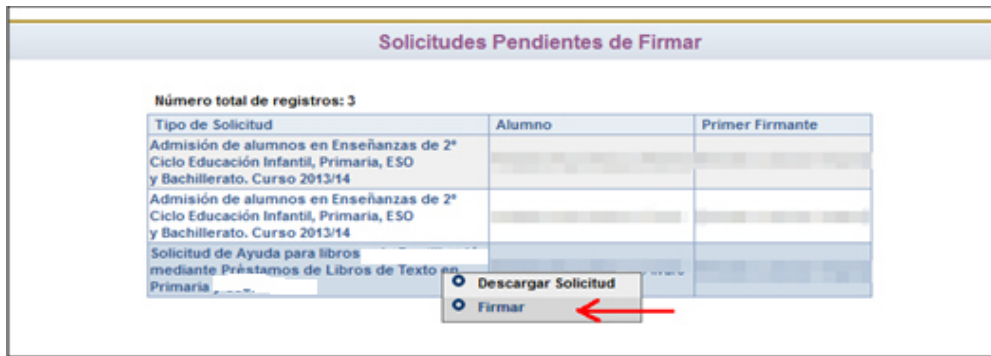 Solicitudes Pendientes de Firmar
Número total de registros: 3
Tipo de Solicitud Alumno Primer Firmante
Admisión de alumnos en Enseñanzas de 2º
Ciclo Educación Infantil, Primaria, ESO
y Bachillerato. Curso 2013/14
Admisión de alumnos en Enseñanzas de 2º
Ciclo Educación Infantil, Primaria, ESO
y Bachillerato. Curso 2013/14
Solicitud de Ayuda para libros
mediante Préstamos de Libros de Texto en
Primaria
Descargar Solicitud
Firmar